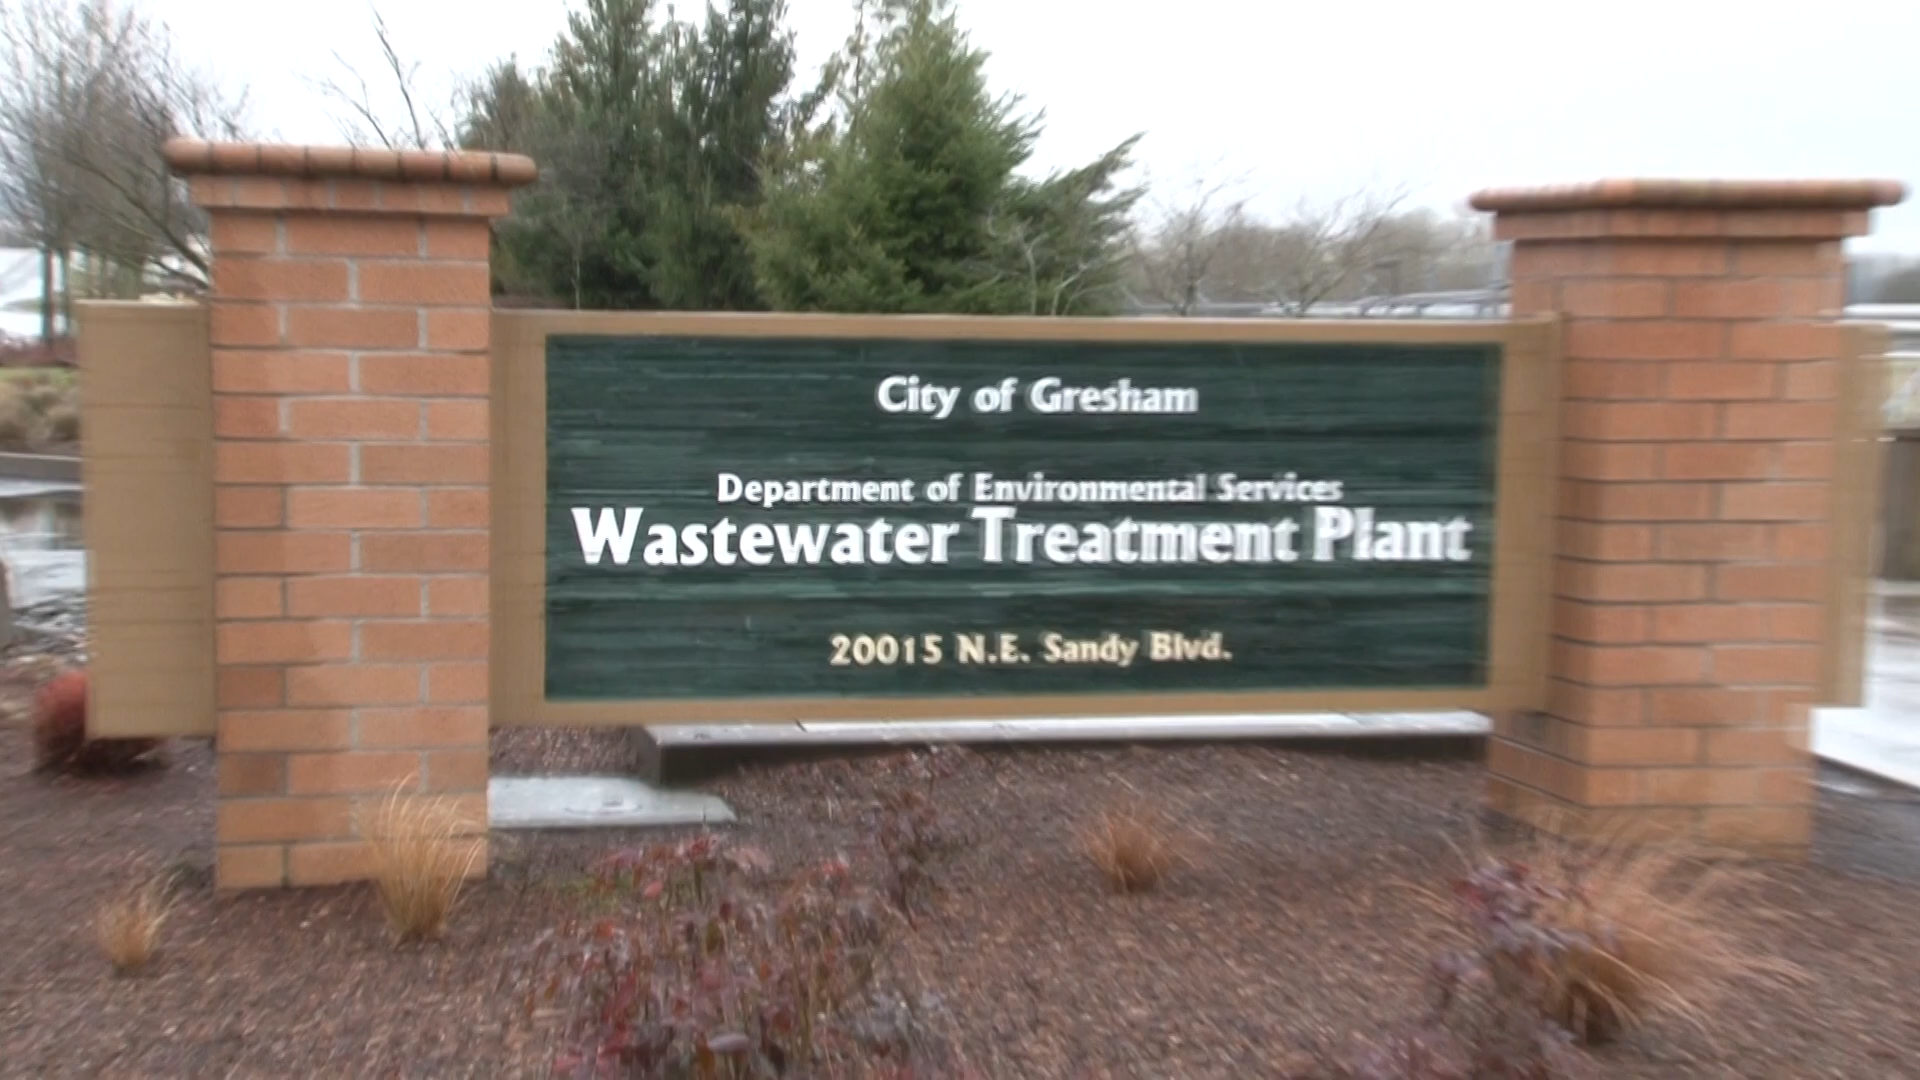 City of Gresham
Department of Environmental Services
Wastewater Treatment Plant
20015 N.E. Sandy Blvd.